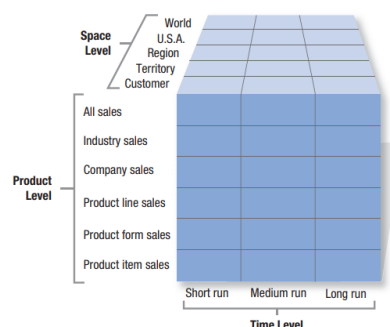 World
U.S.A.
Region
Territory
Customer
Space
Level
All sales
Industry sales
Company sales
Product line sales
Product form sales
Product item sales
Product
Level
Short run
Medium run
Long run
Time Level